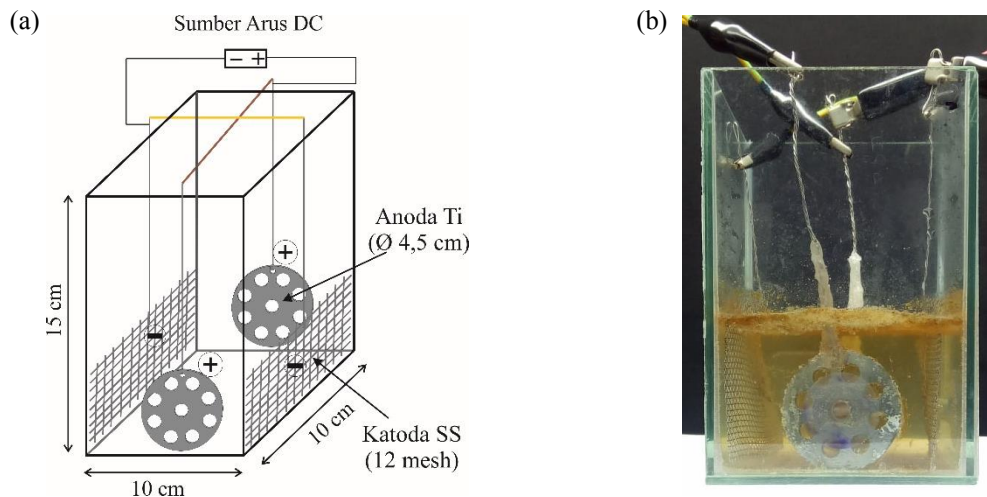 (a)
Sumber Arus DC
− +
Anoda Ti
(Ø 4,5 cm)
+
15 cm
−
+
−
10 cm
Katoda SS
(12 mesh)
10 cm
(b)